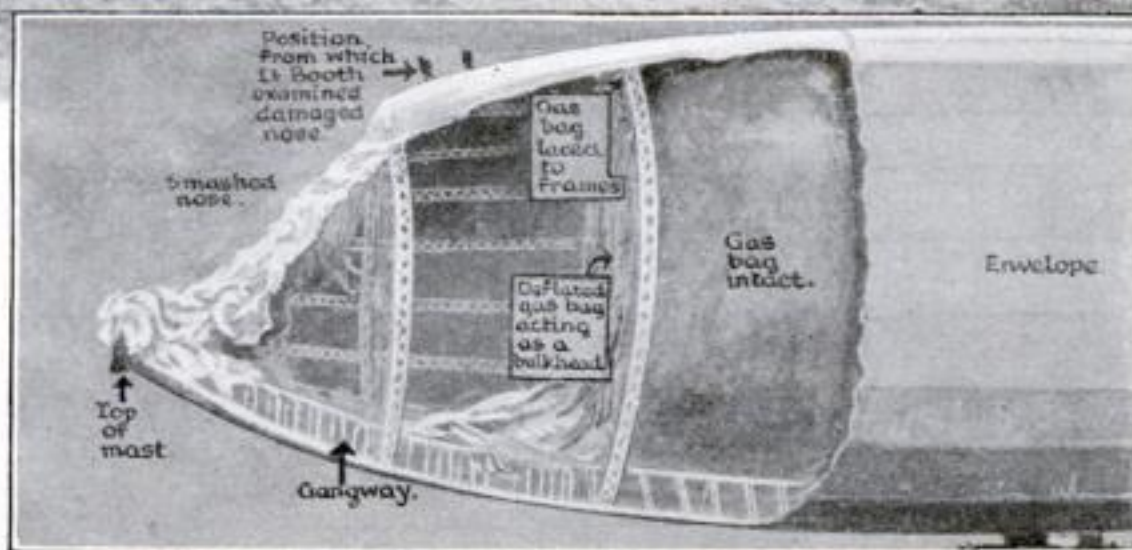 Position
from which
Lt Booth
examined
damaged
nose.
Smashed
nose.
Gas
bag
laced
to
Frames
Gas
bag
intact.
Envelope
Deflated
gas bag
acting
as a
bulkhead
Top
of
mast
Gangway.